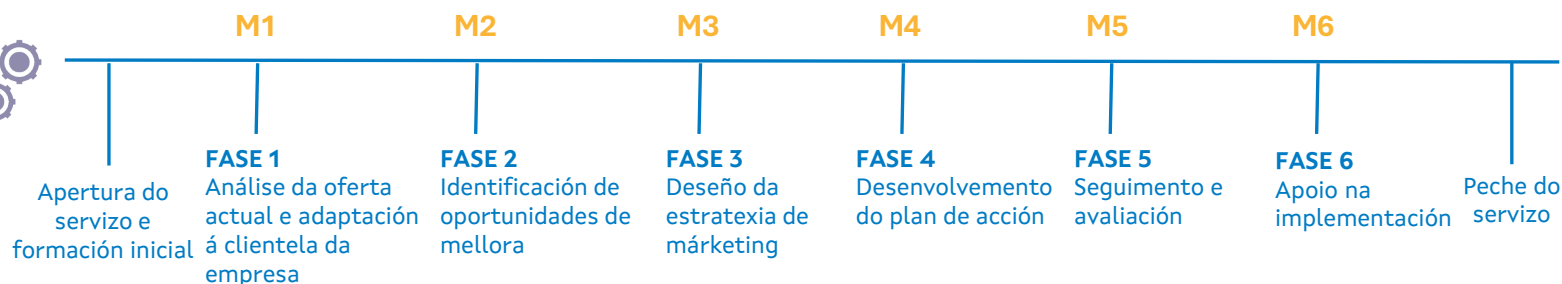 M1
M2
M3
M4
M5
M6
Apertura do
servizo e
formación inicial
FASE 1
Análise da oferta
actual e adaptación
á clientela da
empresa
FASE 2
Identificación de
oportunidades de
mellora
FASE 3
Deseño da
estratexia de
márketing
FASE 4
Desenvolvemento
do plan de acción
FASE 5
Seguimento e
avaliación
FASE 6
Apoio na
implementación
Peche do
servizo